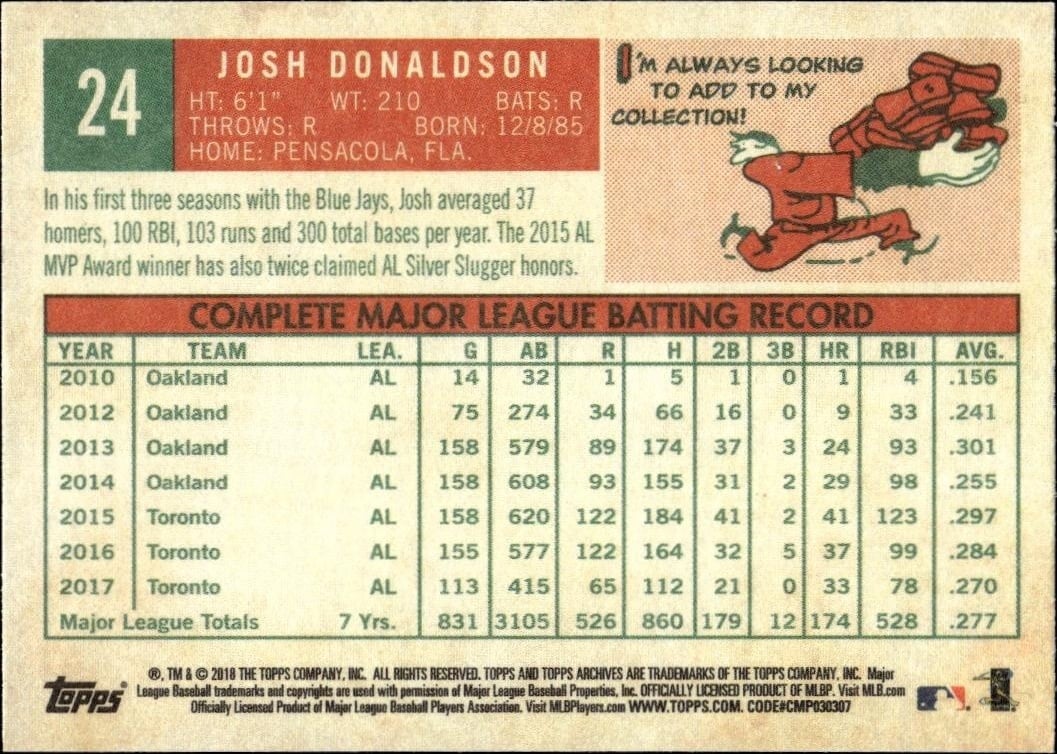 24
JOSH DONALDSON
HT: 6'1" WT: 210 BATS: R
THROWS: R BORN: 12/8/85
HOME: PENSACOLA, FLA.
I'M ALWAYS LOOKING
TO ADD TO MY
COLLECTION!
In his first three seasons with the Blue Jays, Josh averaged 37
homers, 100 RBI, 103 runs and 300 total bases per year. The 2015 AL
MVP Award winner has also twice claimed AL Silver Slugger honors.
COMPLETE MAJOR LEAGUE BATTING RECORD
YEAR TEAM LEA. G AB R H 2B 3B HR RBI AVG.
2010 Oakland AL 14 32 1 5 1 0 1 4 .156
2012 Oakland AL 75 274 34 66 16 0 9 33 .241
2013 Oakland AL 158 579 89 174 37 3 24 93 .301
2014 Oakland AL 158 608 93 155 31 2 29 98 .255
2015 Toronto AL 158 620 122 184 41 2 41 123 .297
2016 Toronto AL 155 577 122 164 32 5 37 99 .284
2017 Toronto AL 113 415 65 112 21 0 33 78 .270
Major League Totals 7 Yrs. 831 3105 526 860 179 12 174 528 .277
topps
®, TM & © 2018 THE TOPPS COMPANY, INC. ALL RIGHTS RESERVED. TOPPS AND TOPPS ARCHIVES ARE TRADEMARKS OF THE TOPPS COMPANY, INC. Major
League Baseball trademarks and copyrights are used with permission of Major League Baseball Properties, Inc. OFFICIALLY LICENSED PRODUCT OF MLBP. Visit MLB.com
Officially Licensed Product of Major League Baseball Players Association. Visit MLBPlayers.com WWW.TOPPS.COM. CODE#CMP030307